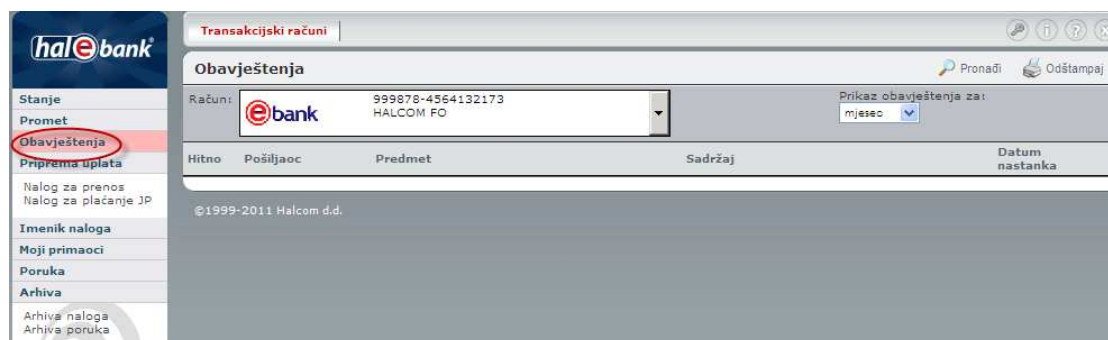 halebank
Transakcijski računi
Obavještenja
Pronađi
Odštampaj
Stanje
Promet
Obavještenja
Priprema uplata
Nalog za prenos
Nalog za plaćanje JP
Imenik naloga
Moji primaoci
Poruka
Arhiva
Arhiva naloga
Arhiva poruka
Račun:
ebank
999878-4564132173
HALCOM FO
Prikaz obavještenja za:
mjesec
Hitno Pošiljaoc Predmet Sadržaj Datum nastanka
©1999-2011 Halcom d.d.